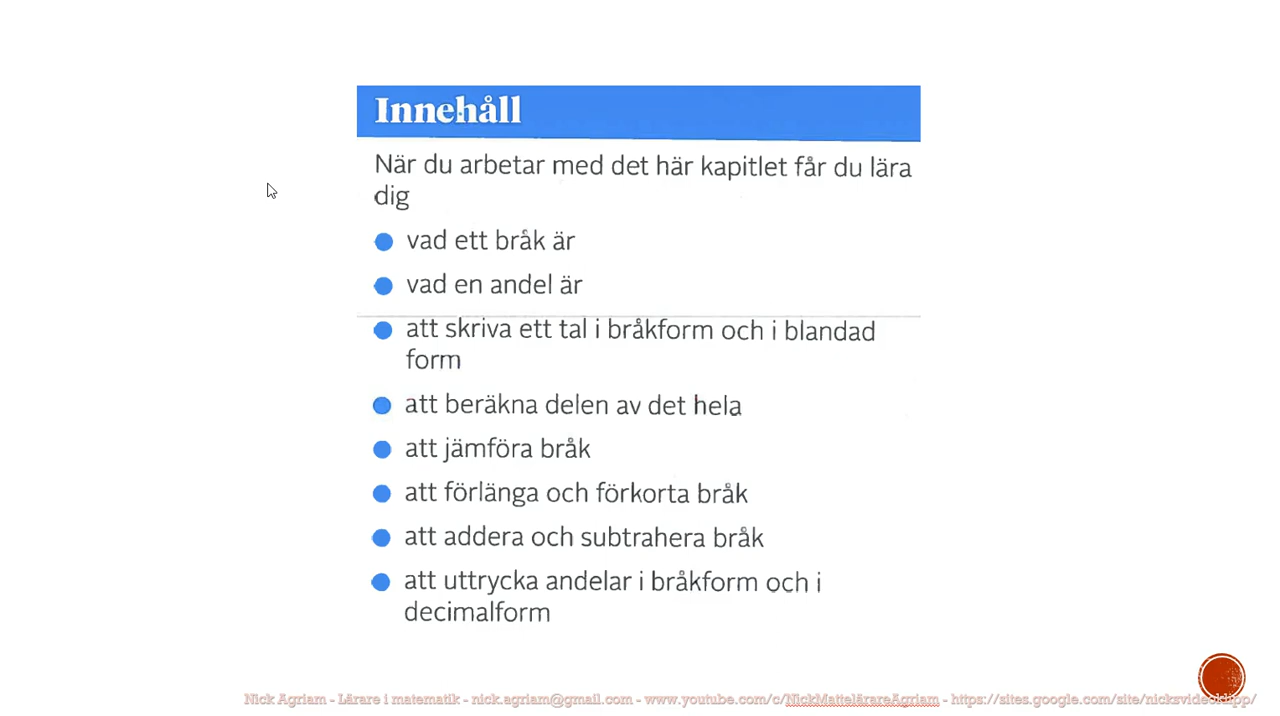 Innehåll
När du arbetar med det här kapitlet får du lära
dig
vad ett bråk är
vad en andel är
att skriva ett tal i bråkform och i blandad
form
att beräkna delen av det hela
att jämföra bråk
att förlänga och förkorta bråk
att addera och subtrahera bråk
att uttrycka andelar i bråkform och i
decimalform
Nick Agriam - Lärare i matematik - nick.agriam@gmail.com - www.youtube.com/c/NickMattelärareAgriam - https://sites.google.com/site/nicksvideoklipp/